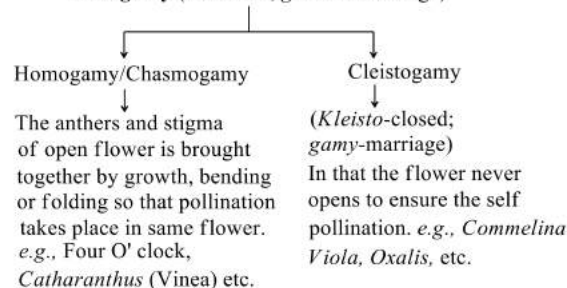 Homogamy/Chasmogamy
The anthers and stigma
of open flower is brought
together by growth, bending
or folding so that pollination
takes place in same flower.
e.g., Four O' clock,
Catharanthus (Vinea) etc.
Cleistogamy
(Kleisto-closed;
gamy-marriage)
In that the flower never
opens to ensure the self
pollination. e.g., Commelina
Viola, Oxalis, etc.